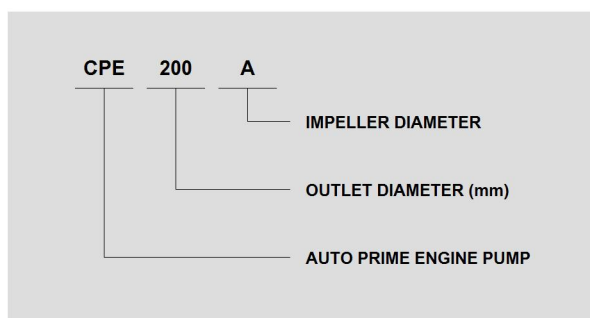 CPE 200 A
IMPELLER DIAMETER
OUTLET DIAMETER (mm)
AUTO PRIME ENGINE PUMP